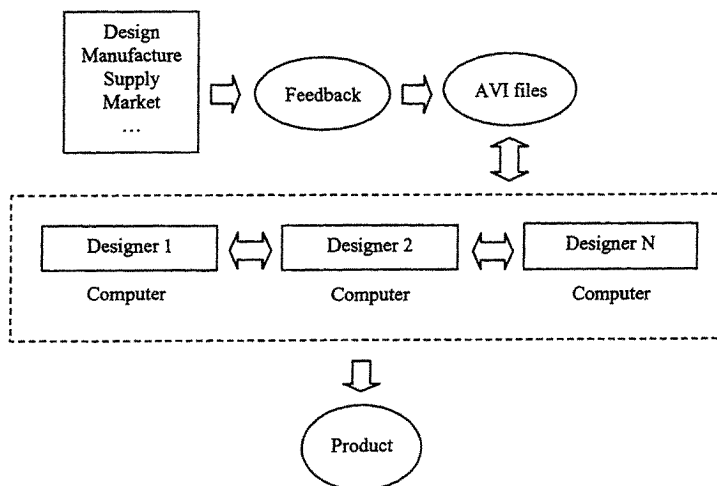 Design
Manufacture
Supply
Market
...
Feedback
AVI files
Designer 1
Designer 2
Designer N
Computer
Computer
Computer
Product